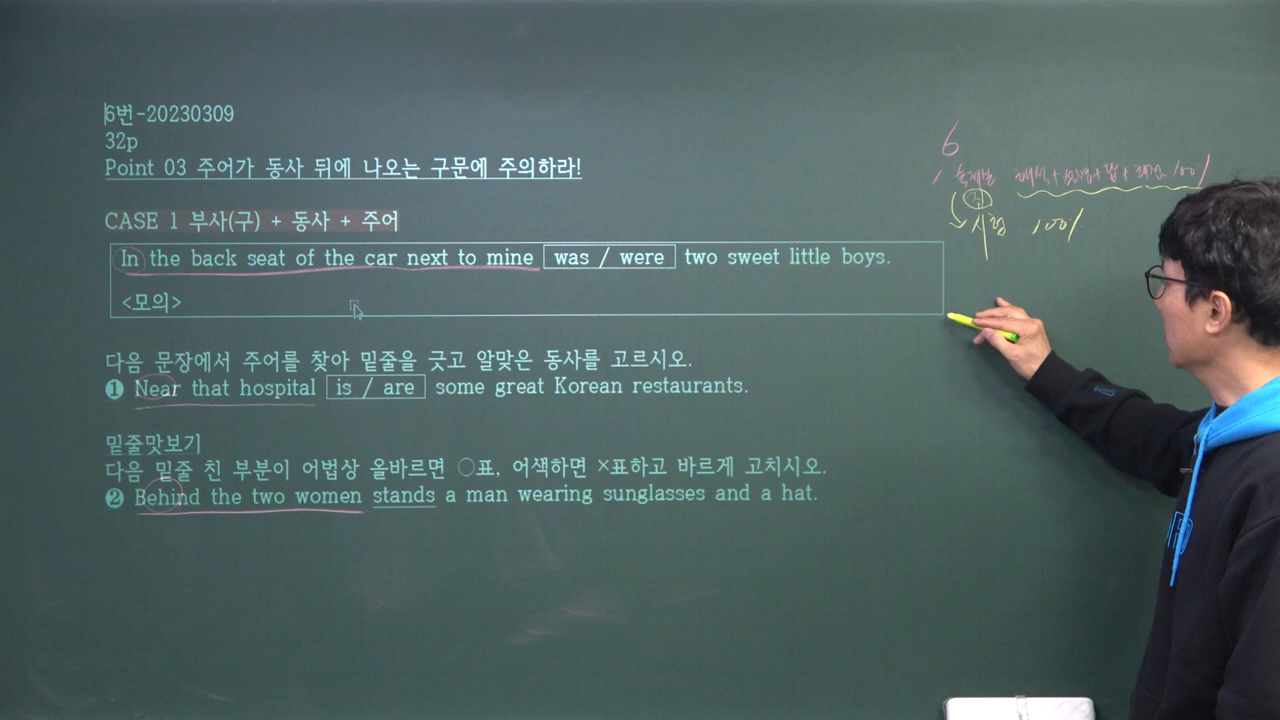 6번-20230309
32p
Point 03 주어가 동사 뒤에 나오는 구문에 주의하라!
CASE 1 부사(구) + 동사 + 주어
In the back seat of the car next to mine was / were two sweet little boys.
<모의>
다음 문장에서 주어를 찾아 밑줄을 긋고 알맞은 동사를 고르시오.
❶ Near that hospital is / are some great Korean restaurants.
밑줄맛보기
다음 밑줄 친 부분이 어법상 올바르면 ○표, 어색하면 ×표하고 바르게 고치시오.
❷ Behind the two women stands a man wearing sunglasses and a hat.
6
100%
시험 100%